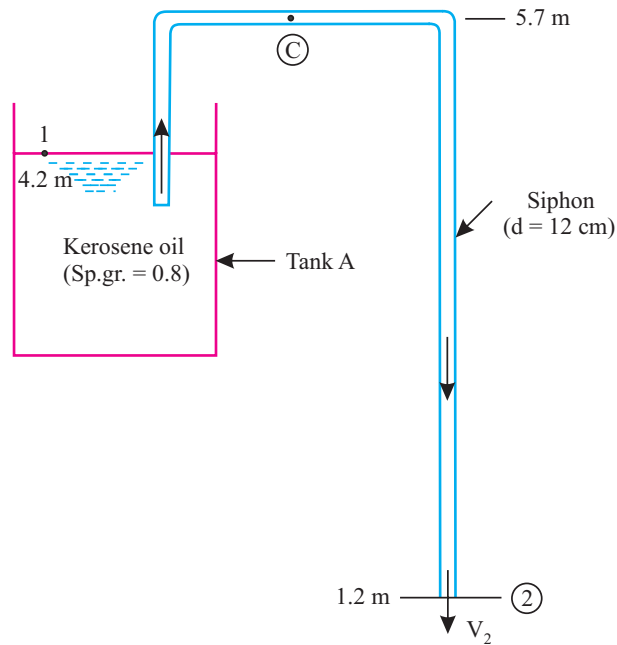 5.7 m
C
1
4.2 m
Siphon
(d = 12 cm)
Kerosene oil
(Sp.gr. = 0.8)
Tank A
1.2 m
2
V₂